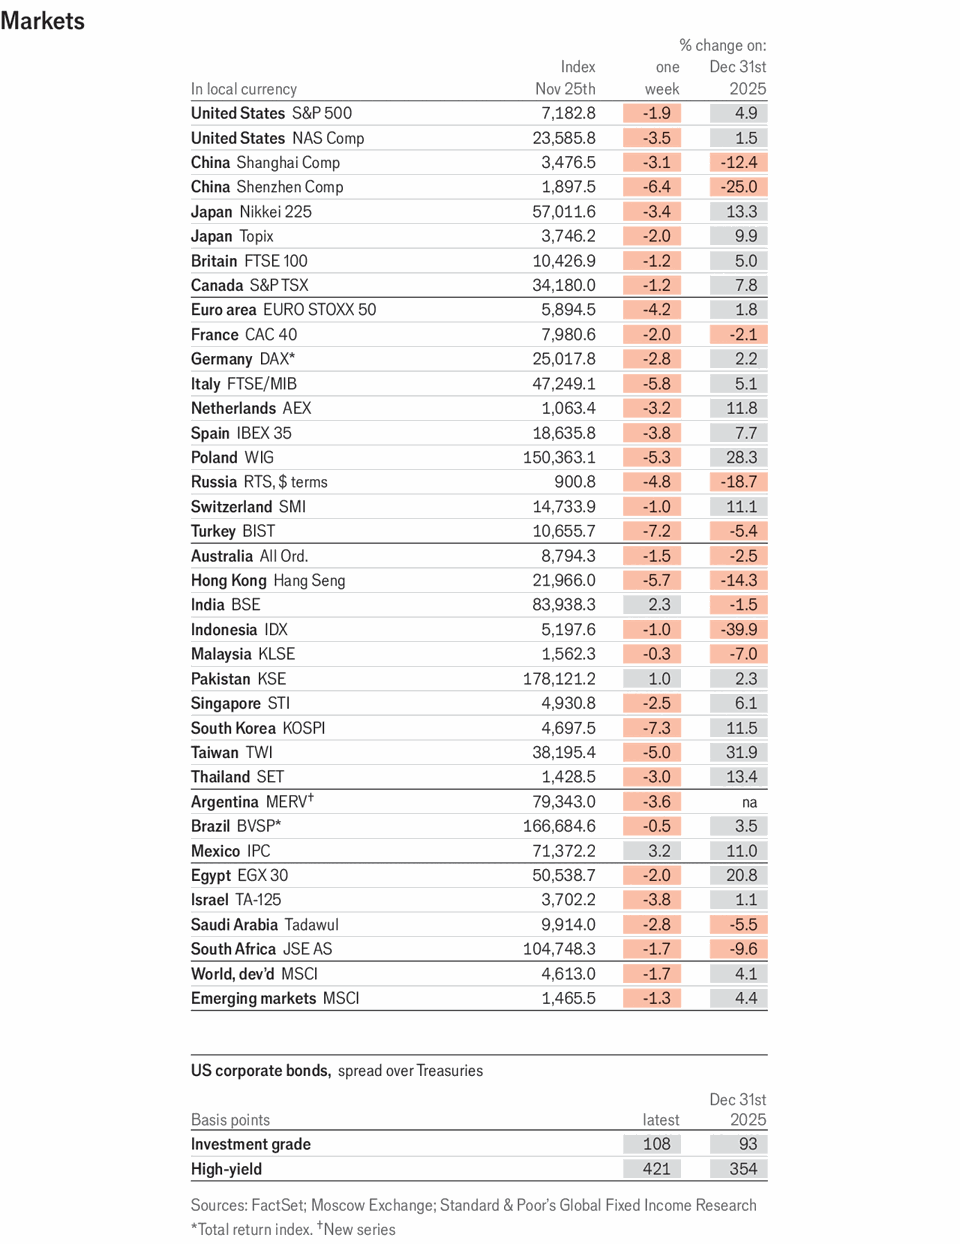 Markets
% change on:
Index one Dec 31st
In local currency Nov 25th week 2025
United States S&P 500 7,182.8 -1.9 4.9
United States NAS Comp 23,585.8 -3.5 1.5
China Shanghai Comp 3,476.5 -3.1 -12.4
China Shenzhen Comp 1,897.5 -6.4 -25.0
Japan Nikkei 225 57,011.6 -3.4 13.3
Japan Topix 3,746.2 -2.0 9.9
Britain FTSE 100 10,426.9 -1.2 5.0
Canada S&P TSX 34,180.0 -1.2 7.8
Euro area EURO STOXX 50 5,894.5 -4.2 1.8
France CAC 40 7,980.6 -2.0 -2.1
Germany DAX* 25,017.8 -2.8 2.2
Italy FTSE/MIB 47,249.1 -5.8 5.1
Netherlands AEX 1,063.4 -3.2 11.8
Spain IBEX 35 18,635.8 -3.8 7.7
Poland WIG 150,363.1 -5.3 28.3
Russia RTS, $ terms 900.8 -4.8 -18.7
Switzerland SMI 14,733.9 -1.0 11.1
Turkey BIST 10,655.7 -7.2 -5.4
Australia All Ord. 8,794.3 -1.5 -2.5
Hong Kong Hang Seng 21,966.0 -5.7 -14.3
India BSE 83,938.3 2.3 -1.5
Indonesia IDX 5,197.6 -1.0 -39.9
Malaysia KLSE 1,562.3 -0.3 -7.0
Pakistan KSE 178,121.2 1.0 2.3
Singapore STI 4,930.8 -2.5 6.1
South Korea KOSPI 4,697.5 -7.3 11.5
Taiwan TWI 38,195.4 -5.0 31.9
Thailand SET 1,428.5 -3.0 13.4
Argentina MERV† 79,343.0 -3.6 na
Brazil BVSP* 166,684.6 -0.5 3.5
Mexico IPC 71,372.2 3.2 11.0
Egypt EGX 30 50,538.7 -2.0 20.8
Israel TA-125 3,702.2 -3.8 1.1
Saudi Arabia Tadawul 9,914.0 -2.8 -5.5
South Africa JSE AS 104,748.3 -1.7 -9.6
World, dev'd MSCI 4,613.0 -1.7 4.1
Emerging markets MSCI 1,465.5 -1.3 4.4
US corporate bonds, spread over Treasuries
Dec 31st
Basis points latest 2025
Investment grade 108 93
High-yield 421 354
Sources: FactSet; Moscow Exchange; Standard & Poor's Global Fixed Income Research
*Total return index. †New series